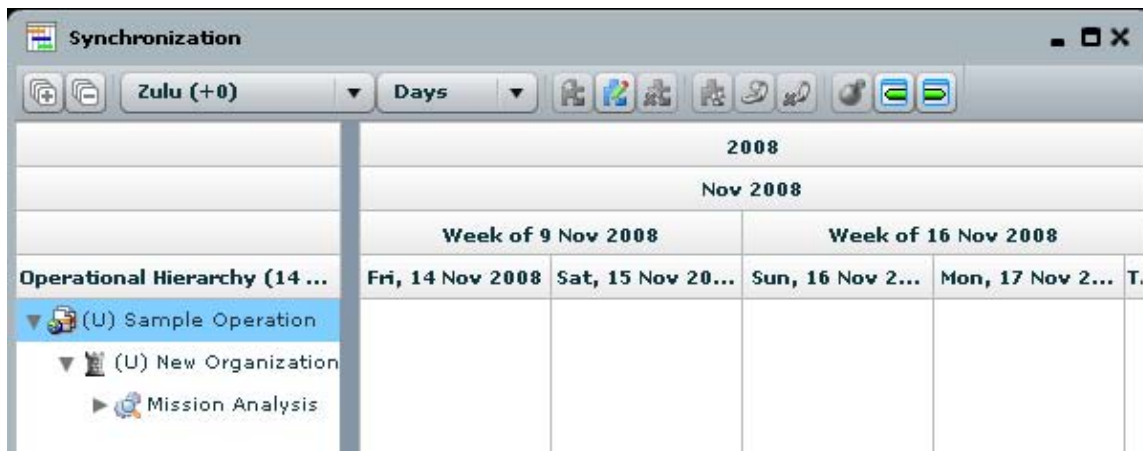 Synchronization
Zulu (+0) Days
2008
Nov 2008
Week of 9 Nov 2008 Week of 16 Nov 2008
Operational Hierarchy (14 ... Fri, 14 Nov 2008 Sat, 15 Nov 20... Sun, 16 Nov 2... Mon, 17 Nov 2... T.
(U) Sample Operation
(U) New Organization
Mission Analysis